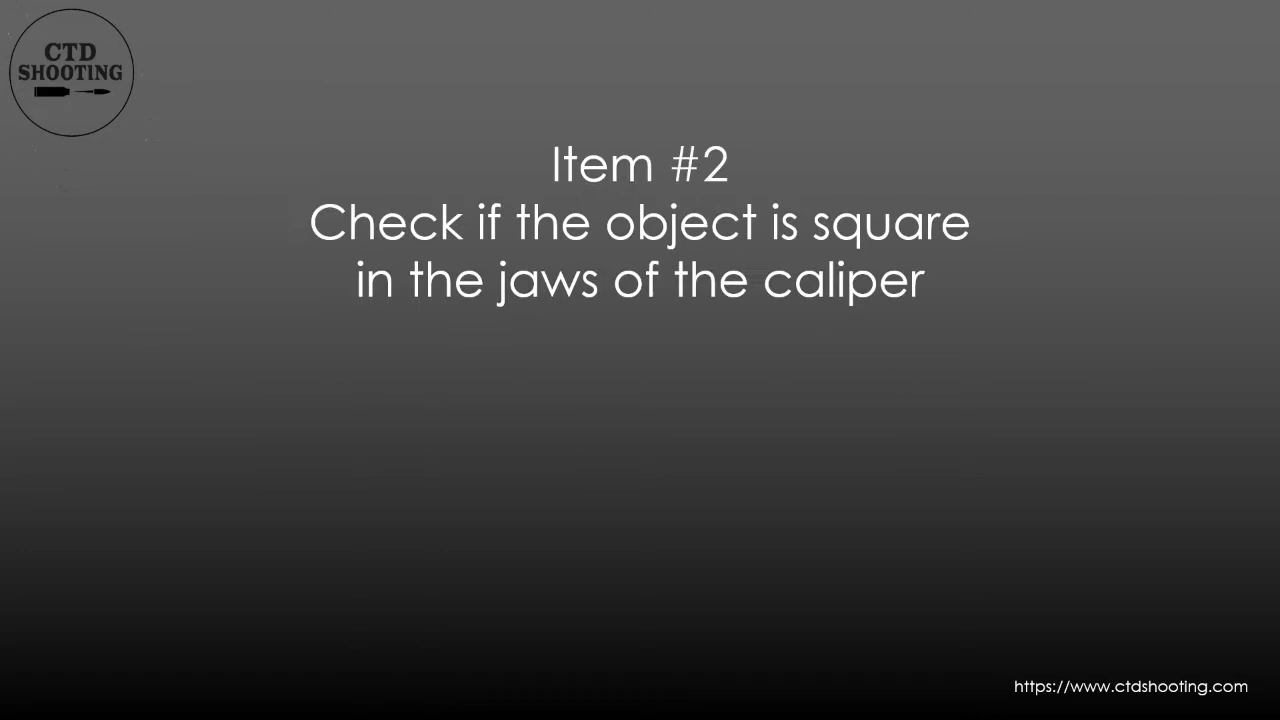 CTD
SHOOTING
Item #2
Check if the object is square
in the jaws of the caliper
https://www.ctdshooting.com